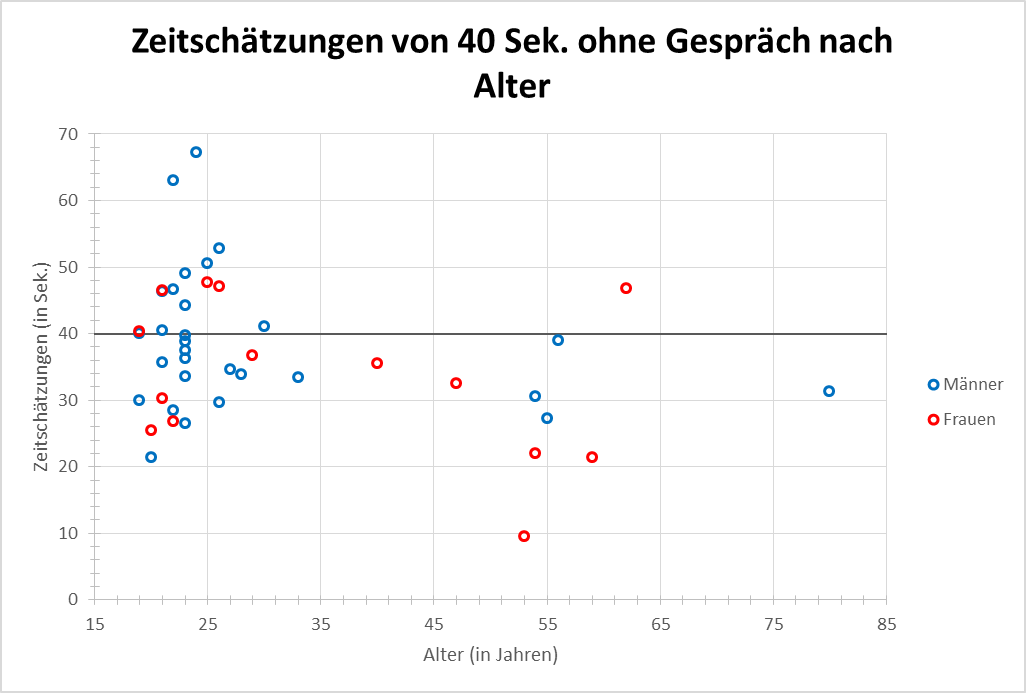 Zeitschätzungen von 40 Sek. ohne Gespräch nach
Alter
Zeitschätzungen (in Sek.)
70
60
50
40
30
20
10
0
15 25 35 45 55 65 75 85
Alter (in Jahren)
Männer
Frauen